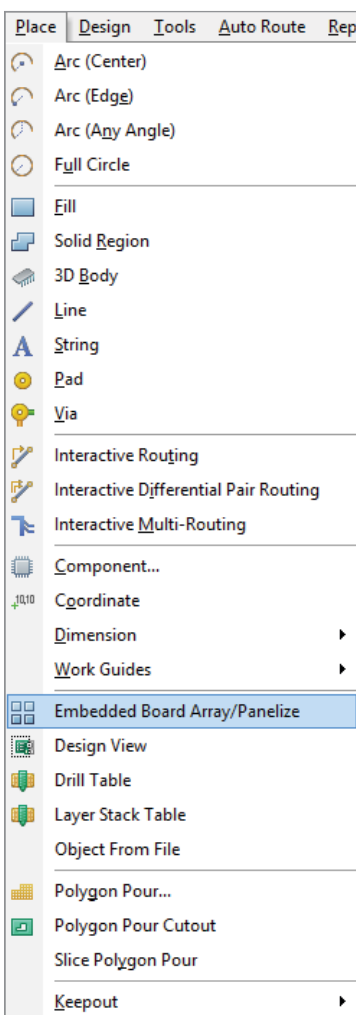 Place Design Tools Auto Route Rep
Arc (Center)
Arc (Edge)
Arc (Any Angle)
Full Circle
Fill
Solid Region
3D Body
Line
A String
Pad
Via
Interactive Routing
Interactive Differential Pair Routing
Interactive Multi-Routing
Component...
+10,10 Coordinate
Dimension
Work Guides
Embedded Board Array/Panelize
Design View
Drill Table
Layer Stack Table
Object From File
Polygon Pour...
Polygon Pour Cutout
Slice Polygon Pour
Keepout